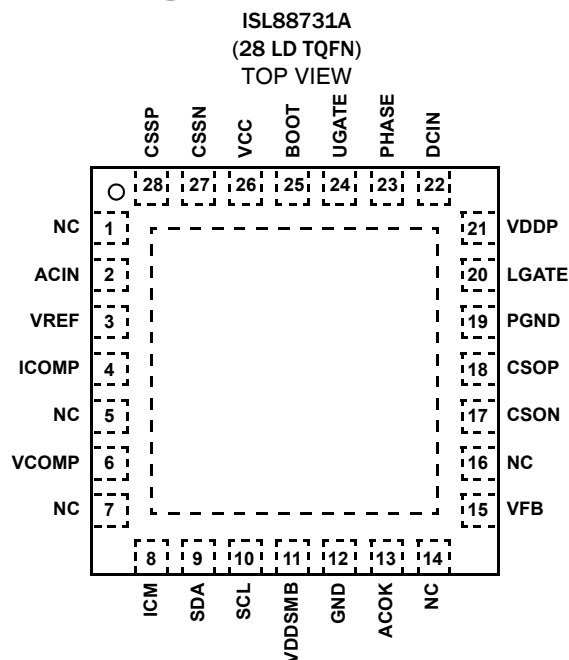 ISL88731A
(28 LD TQFN)
TOP VIEW
CSSP
CSSN
VCC
BOOT
UGATE
PHASE
DCIN
28 27 26 25 24 23 22
NC 1
ACIN 2
VREF 3
ICOMP 4
NC 5
VCOMP 6
NC 7
21 VDDP
20 LGATE
19 PGND
18 CSOP
17 CSON
16 NC
15 VFB
8 9 10 11 12 13 14
ICM
SDA
SCL
VDDSMB
GND
ACOK
NC